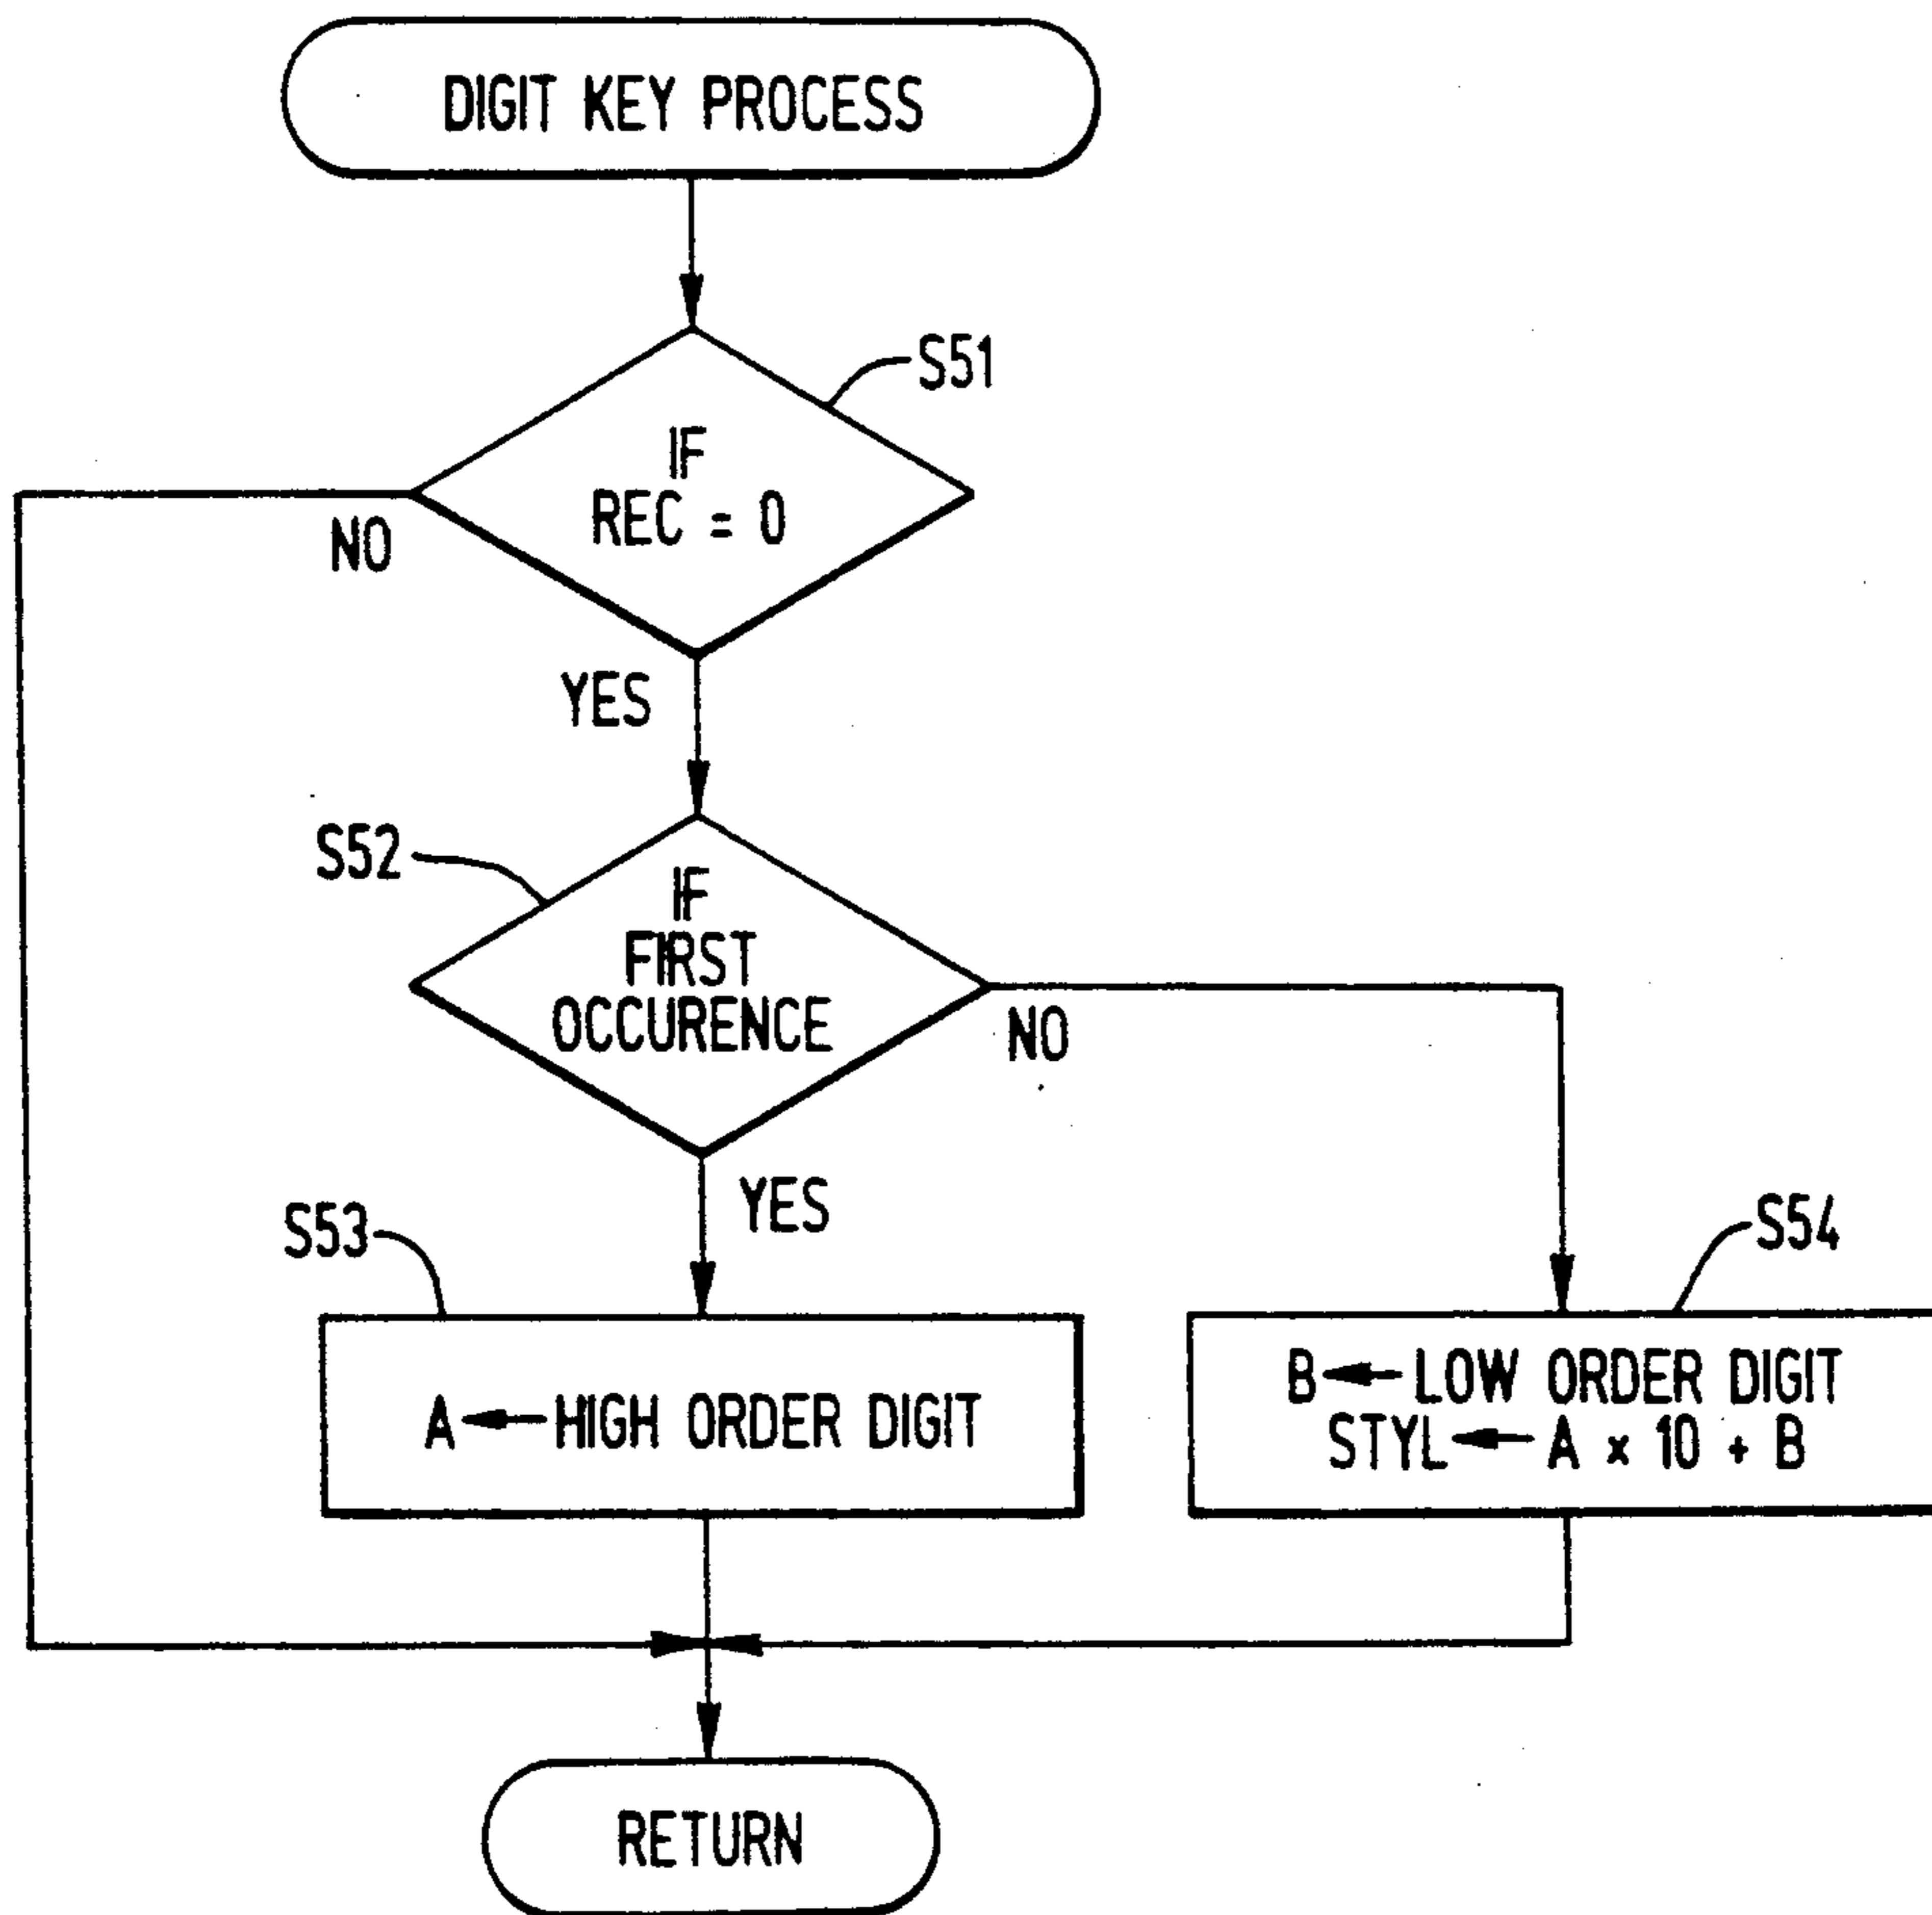 DIGIT KEY PROCESS
S51
IF
REC = 0
NO
YES
S52
IF
FIRST
OCCURENCE
NO
YES
S53
S54
A ← HIGH ORDER DIGIT
B ← LOW ORDER DIGIT
STYL ← A x 10 + B
RETURN